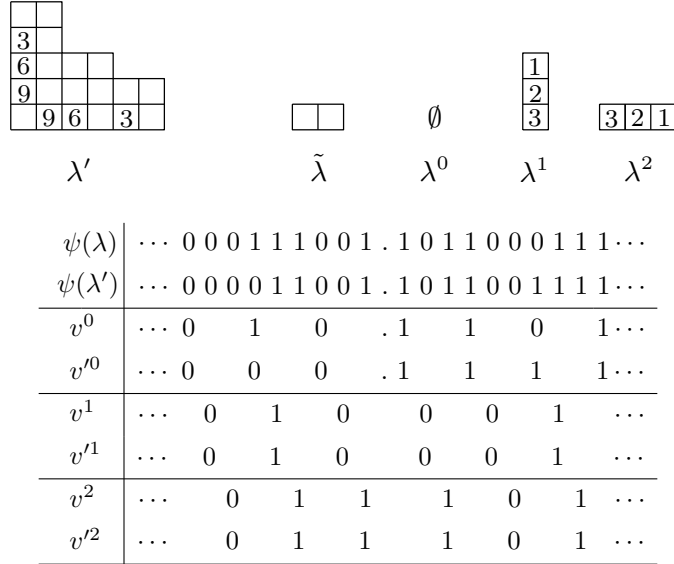 3
6
9
9 6 3
∅
1
2
3
3 2 1
λ′ λ̃ λ⁰ λ¹ λ²
ψ(λ) ··· 0 0 0 1 1 1 0 0 1 . 1 0 1 1 0 0 0 1 1 1 ···
ψ(λ′) ··· 0 0 0 0 1 1 0 0 1 . 1 0 1 1 0 0 1 1 1 1 ···
v⁰ ··· 0 1 0 . 1 1 0 1 ···
v′⁰ ··· 0 0 0 . 1 1 1 1 ···
v¹ ··· 0 1 0 0 0 1 ···
v′¹ ··· 0 1 0 0 0 1 ···
v² ··· 0 1 1 1 0 1 ···
v′² ··· 0 1 1 1 0 1 ···